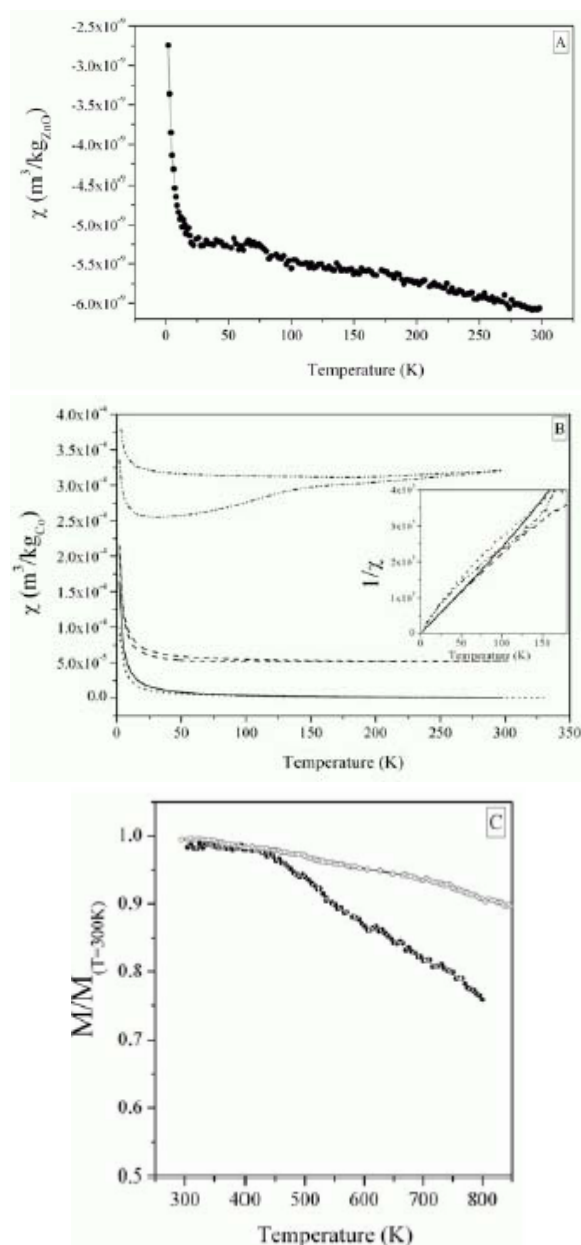 -2.5x10⁻⁹
A
-3.0x10⁻⁹
-3.5x10⁻⁹
-4.0x10⁻⁹
-4.5x10⁻⁹
-5.0x10⁻⁹
-5.5x10⁻⁹
-6.0x10⁻⁹
χ (m³/kg_ZnO)
0 50 100 150 200 250 300
Temperature (K)
4.0x10⁻⁴
B
3.5x10⁻⁴
3.0x10⁻⁴
2.5x10⁻⁴
2.0x10⁻⁴
1.5x10⁻⁴
1.0x10⁻⁴
5.0x10⁻⁵
0.0
χ (m³/kg_Co)
1/χ
0 50 100 150
Temperature (K)
0 50 100 150 200 250 300 350
Temperature (K)
C
1.0
0.9
0.8
0.7
0.6
0.5
M/M_(T=300K)
300 400 500 600 700 800
Temperature (K)